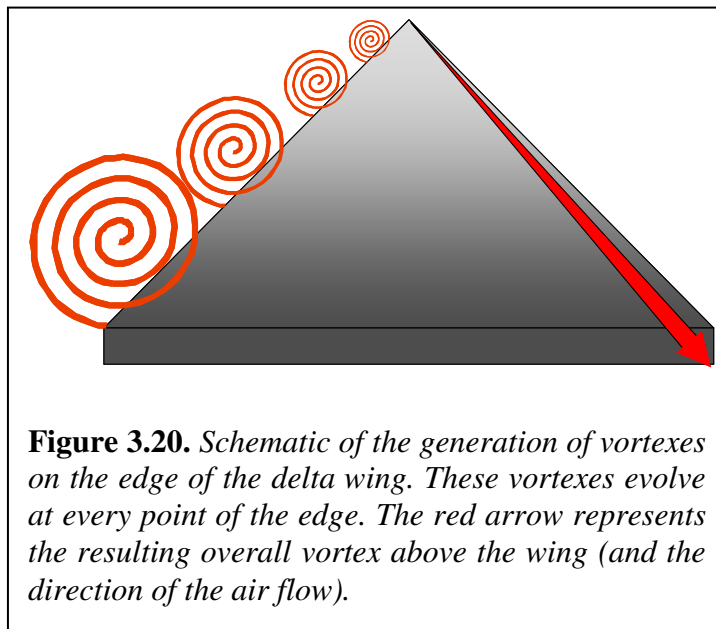 Figure 3.20. Schematic of the generation of vortexes
on the edge of the delta wing. These vortexes evolve
at every point of the edge. The red arrow represents
the resulting overall vortex above the wing (and the
direction of the air flow).